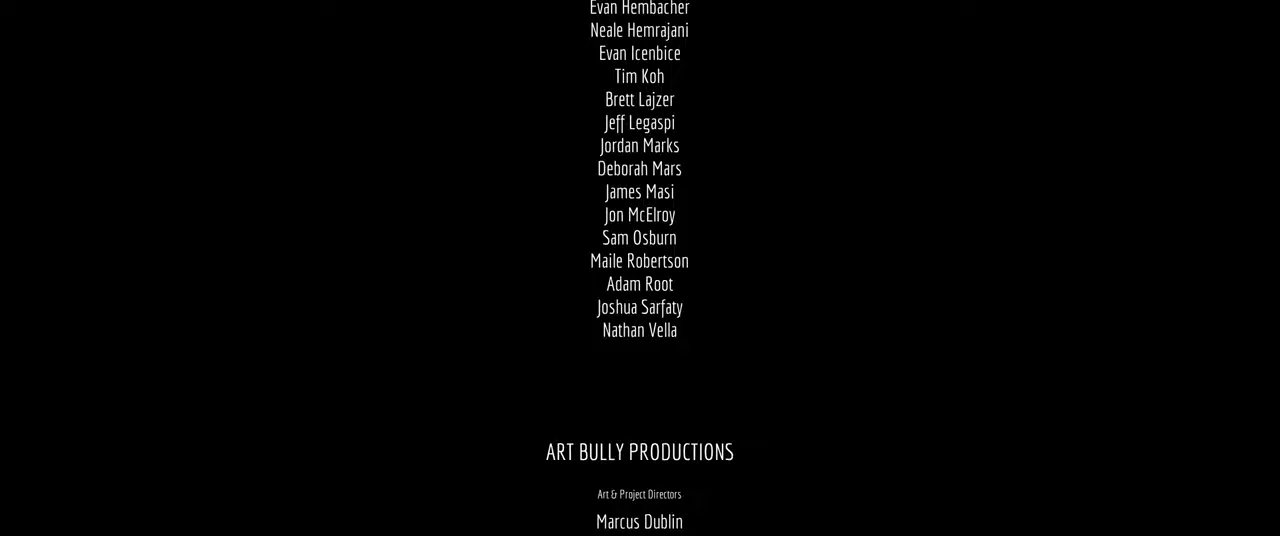 Evan Hembacher
Neale Hemrajani
Evan Icenbice
Tim Koh
Brett Lajzer
Jeff Legaspi
Jordan Marks
Deborah Mars
James Masi
Jon McElroy
Sam Osburn
Maile Robertson
Adam Root
Joshua Sarfaty
Nathan Vella
ART BULLY PRODUCTIONS
Art & Project Directors
Marcus Dublin